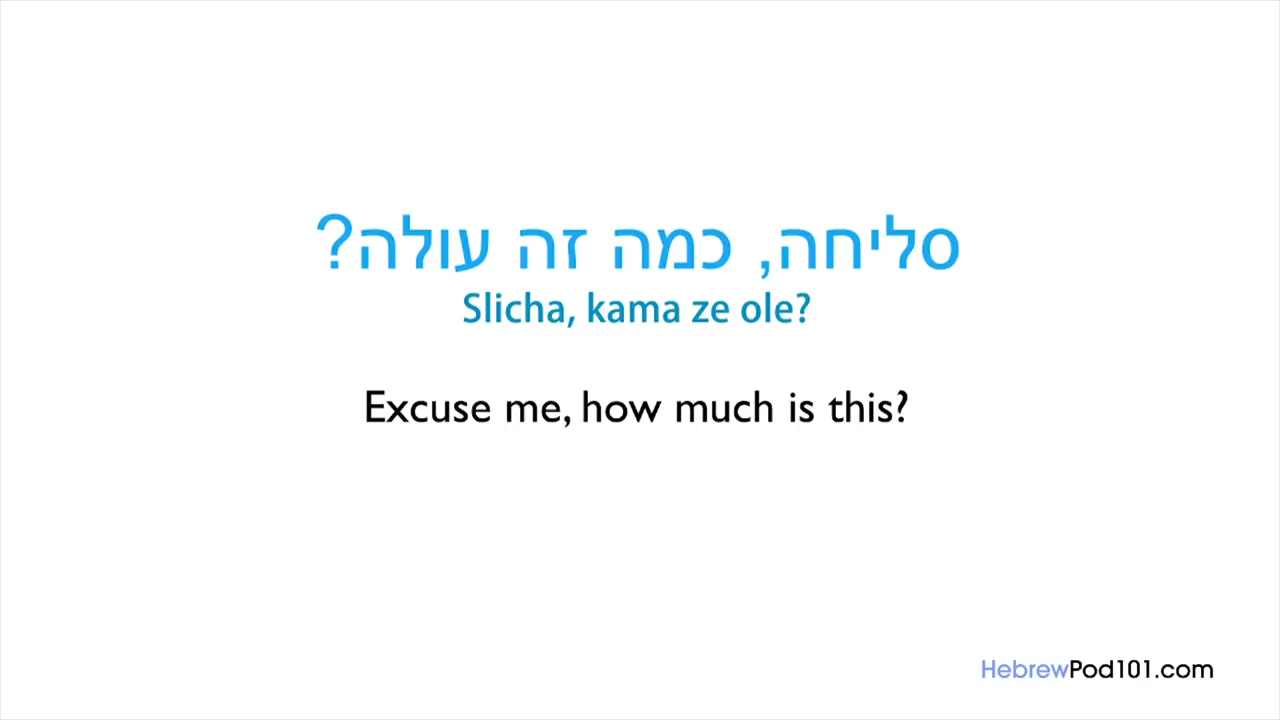 סליחה, כמה זה עולה?
Slicha, kama ze ole?
Excuse me, how much is this?
HebrewPod101.com